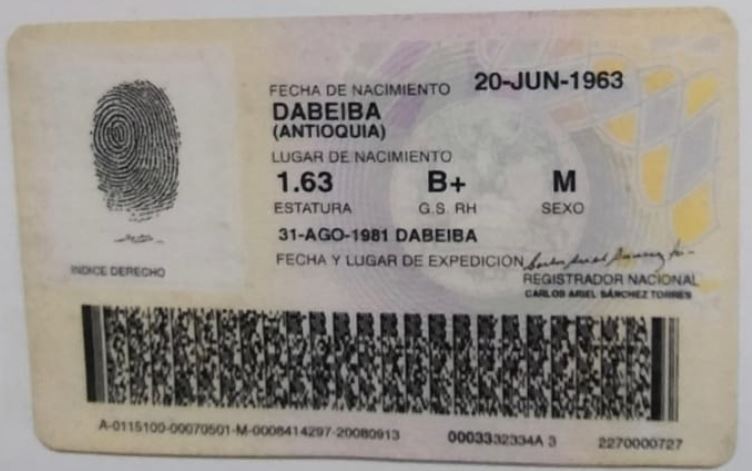 FECHA DE NACIMIENTO 20-JUN-1963
DABEIBA
(ANTIOQUIA)
LUGAR DE NACIMIENTO
1.63 B+ M
ESTATURA G.S. RH SEXO
31-AGO-1981 DABEIBA
FECHA Y LUGAR DE EXPEDICION
REGISTRADOR NACIONAL
CARLOS ARIEL SÁNCHEZ TORRES
INDICE DERECHO
A-0115100-00070501-M-0008414297-20080913 0003332334A 3 2270000727